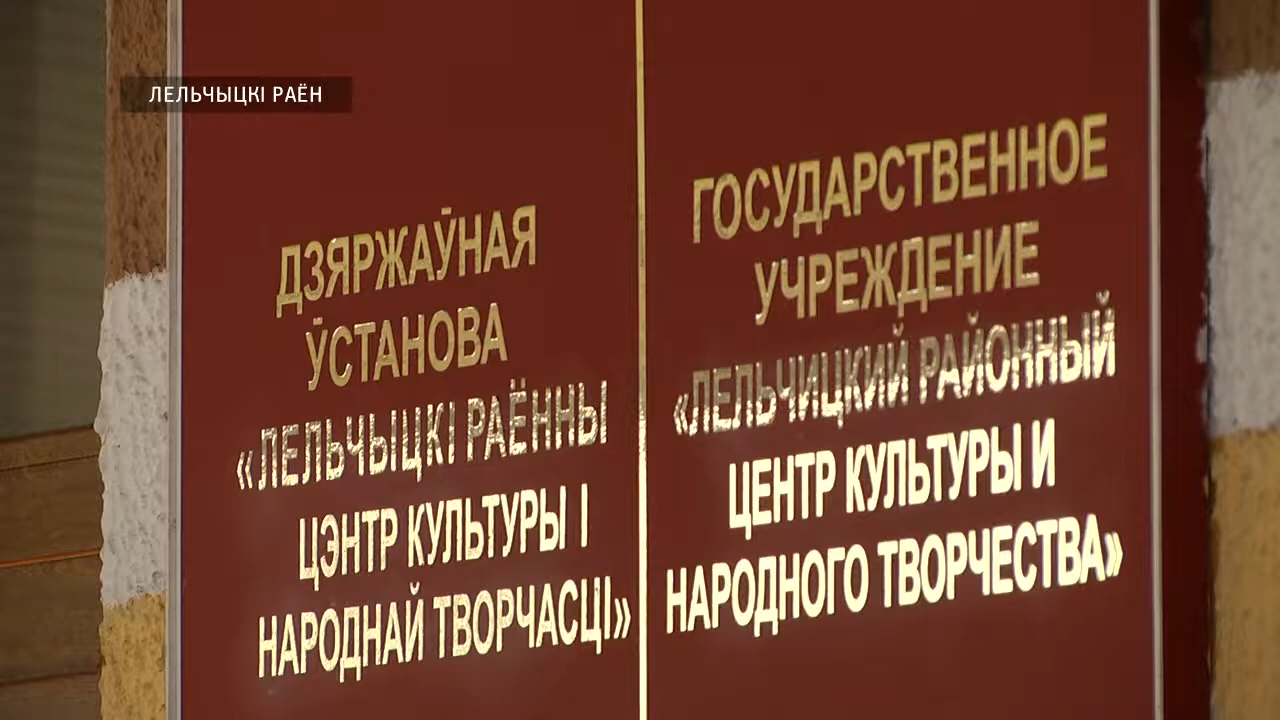 ЛЕЛЬЧЫЦКІ РАЁН
ДЗЯРЖАЎНАЯ
ЎСТАНОВА
«ЛЕЛЬЧЫЦКІ РАЁННЫ
ЦЭНТР КУЛЬТУРЫ І
НАРОДНАЙ ТВОРЧАСЦІ»
ГОСУДАРСТВЕННОЕ
УЧРЕЖДЕНИЕ
«ЛЕЛЬЧИЦКИЙ РАЙОННЫЙ
ЦЕНТР КУЛЬТУРЫ И
НАРОДНОГО ТВОРЧЕСТВА»